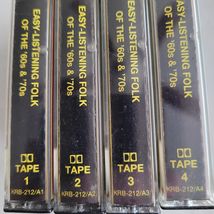 EASY-LISTENING FOLK
OF THE '60s & '70s
TAPE
1
KRB-212/A1
EASY-LISTENING FOLK
OF THE '60s & '70s
TAPE
2
KRB-212/A2
EASY-LISTENING FOLK
OF THE '60s & '70s
TAPE
3
KRB-212/A3
EASY-LISTENING FOLK
OF THE '60s & '70s
TAPE
4
KRB-212/A4